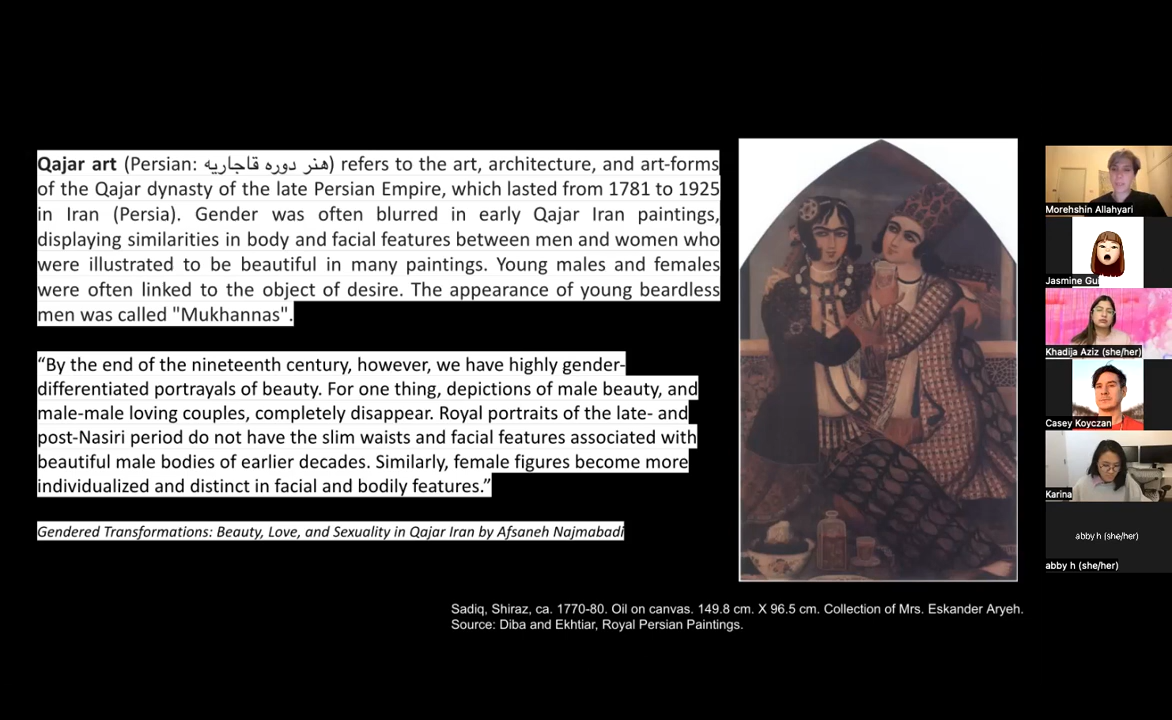 Qajar art (Persian: هنر دوره قاجاریه) refers to the art, architecture, and art-forms
of the Qajar dynasty of the late Persian Empire, which lasted from 1781 to 1925
in Iran (Persia). Gender was often blurred in early Qajar Iran paintings,
displaying similarities in body and facial features between men and women who
were illustrated to be beautiful in many paintings. Young males and females
were often linked to the object of desire. The appearance of young beardless
men was called "Mukhannas".
“By the end of the nineteenth century, however, we have highly gender-
differentiated portrayals of beauty. For one thing, depictions of male beauty, and
male-male loving couples, completely disappear. Royal portraits of the late- and
post-Nasiri period do not have the slim waists and facial features associated with
beautiful male bodies of earlier decades. Similarly, female figures become more
individualized and distinct in facial and bodily features.”
Gendered Transformations: Beauty, Love, and Sexuality in Qajar Iran by Afsaneh Najmabadi
Sadiq, Shiraz, ca. 1770-80. Oil on canvas. 149.8 cm. X 96.5 cm. Collection of Mrs. Eskander Aryeh.
Source: Diba and Ekhtiar, Royal Persian Paintings.
Morehshin Allahyari
Jasmine Gui
Khadija Aziz (she/her)
Casey Koyczan
Karina
abby h (she/her)
abby h (she/her)